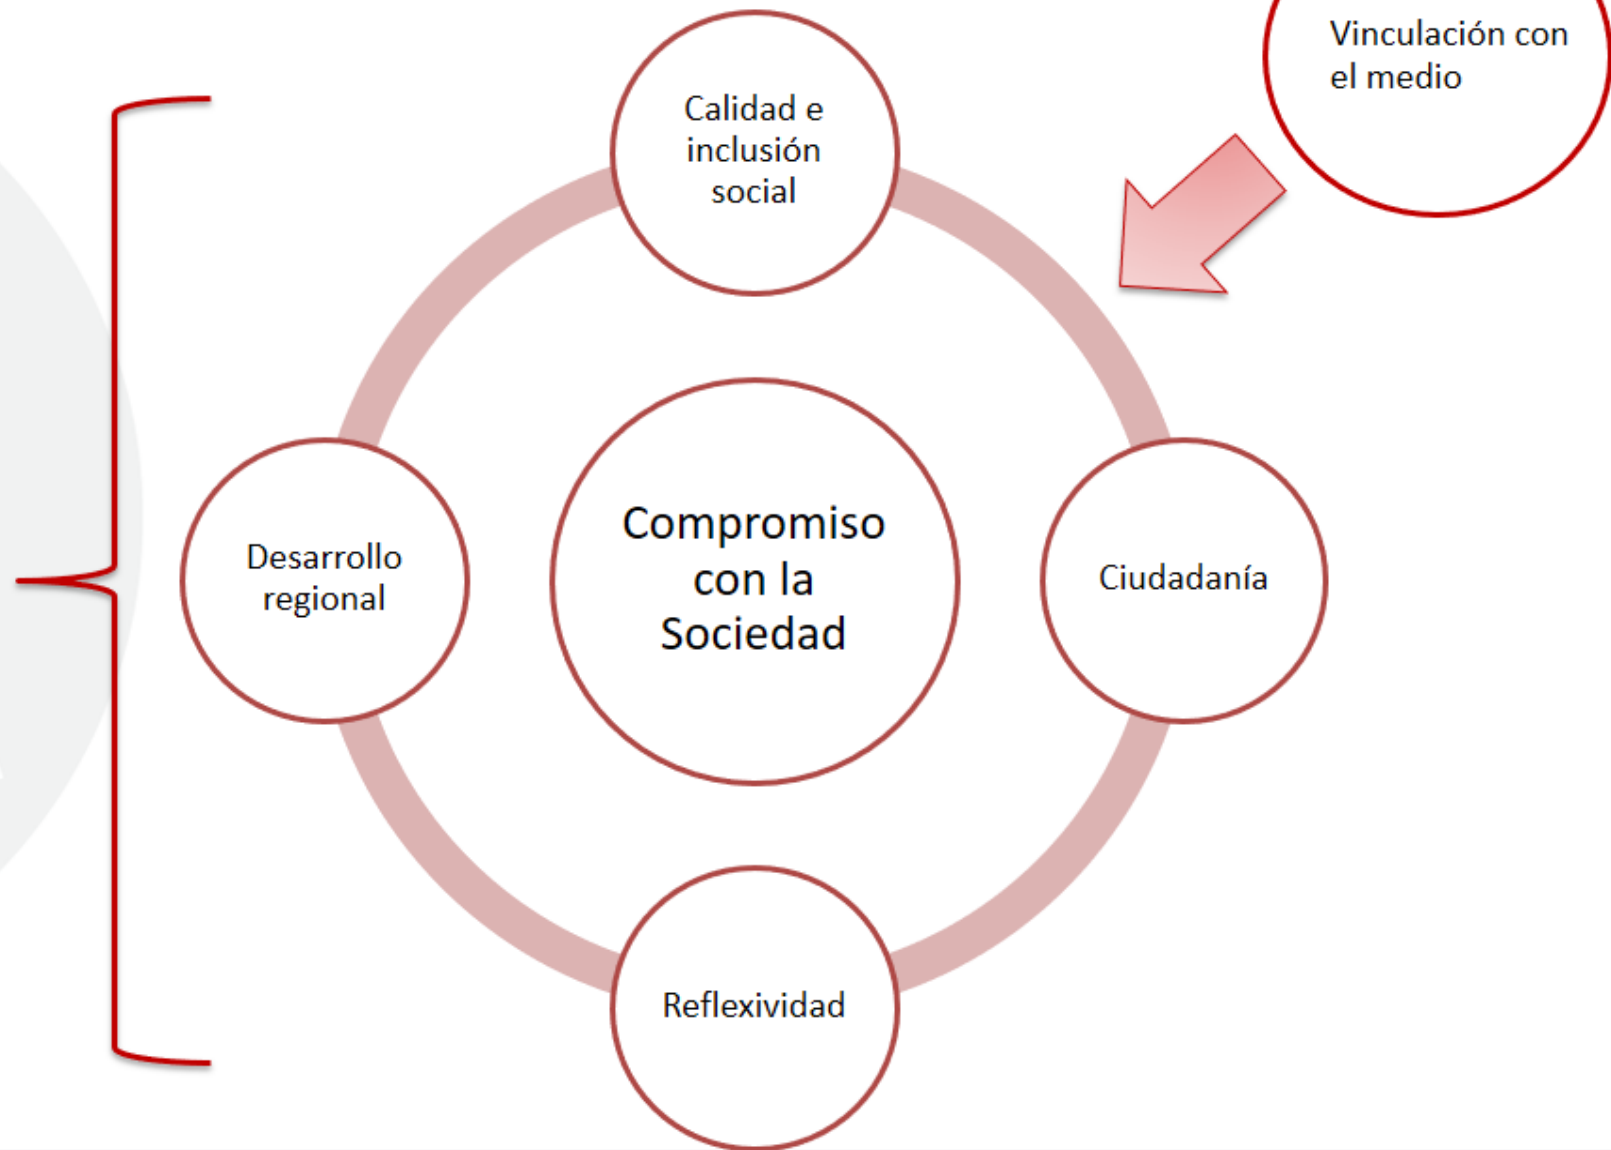 Vinculación con
el medio
Calidad e
inclusión
social
Desarrollo
regional
Compromiso
con la
Sociedad
Ciudadanía
Reflexividad